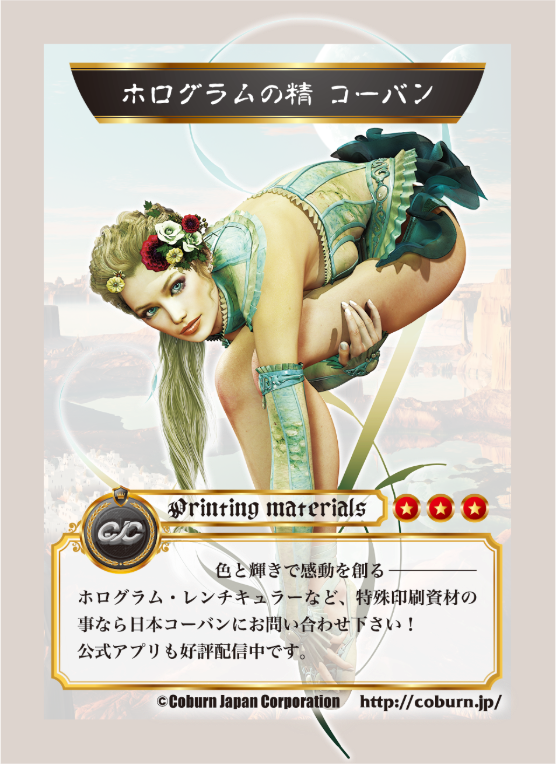 ホログラムの精 コーバン
Printing materials
色と輝きで感動を創る―――――
ホログラム・レンチキュラーなど、特殊印刷資材の
事なら日本コーバンにお問い合わせ下さい！
公式アプリも好評配信中です。
©Coburn Japan Corporation http://coburn.jp/